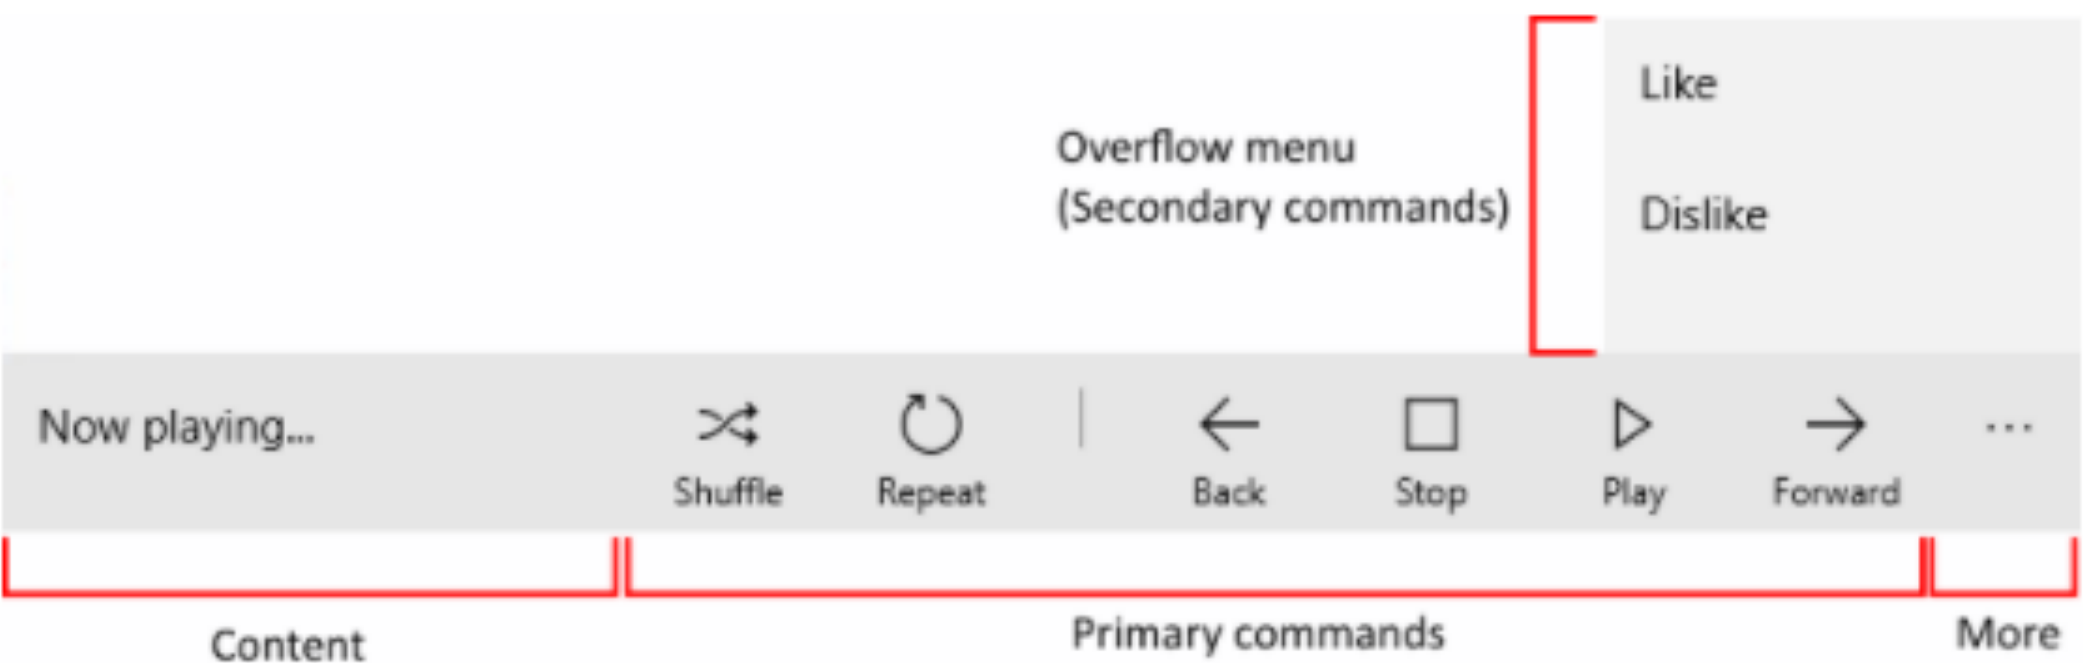 Like
Overflow menu
(Secondary commands)
Dislike
Now playing...
Shuffle
Repeat
Back
Stop
Play
Forward
...
Content
Primary commands
More